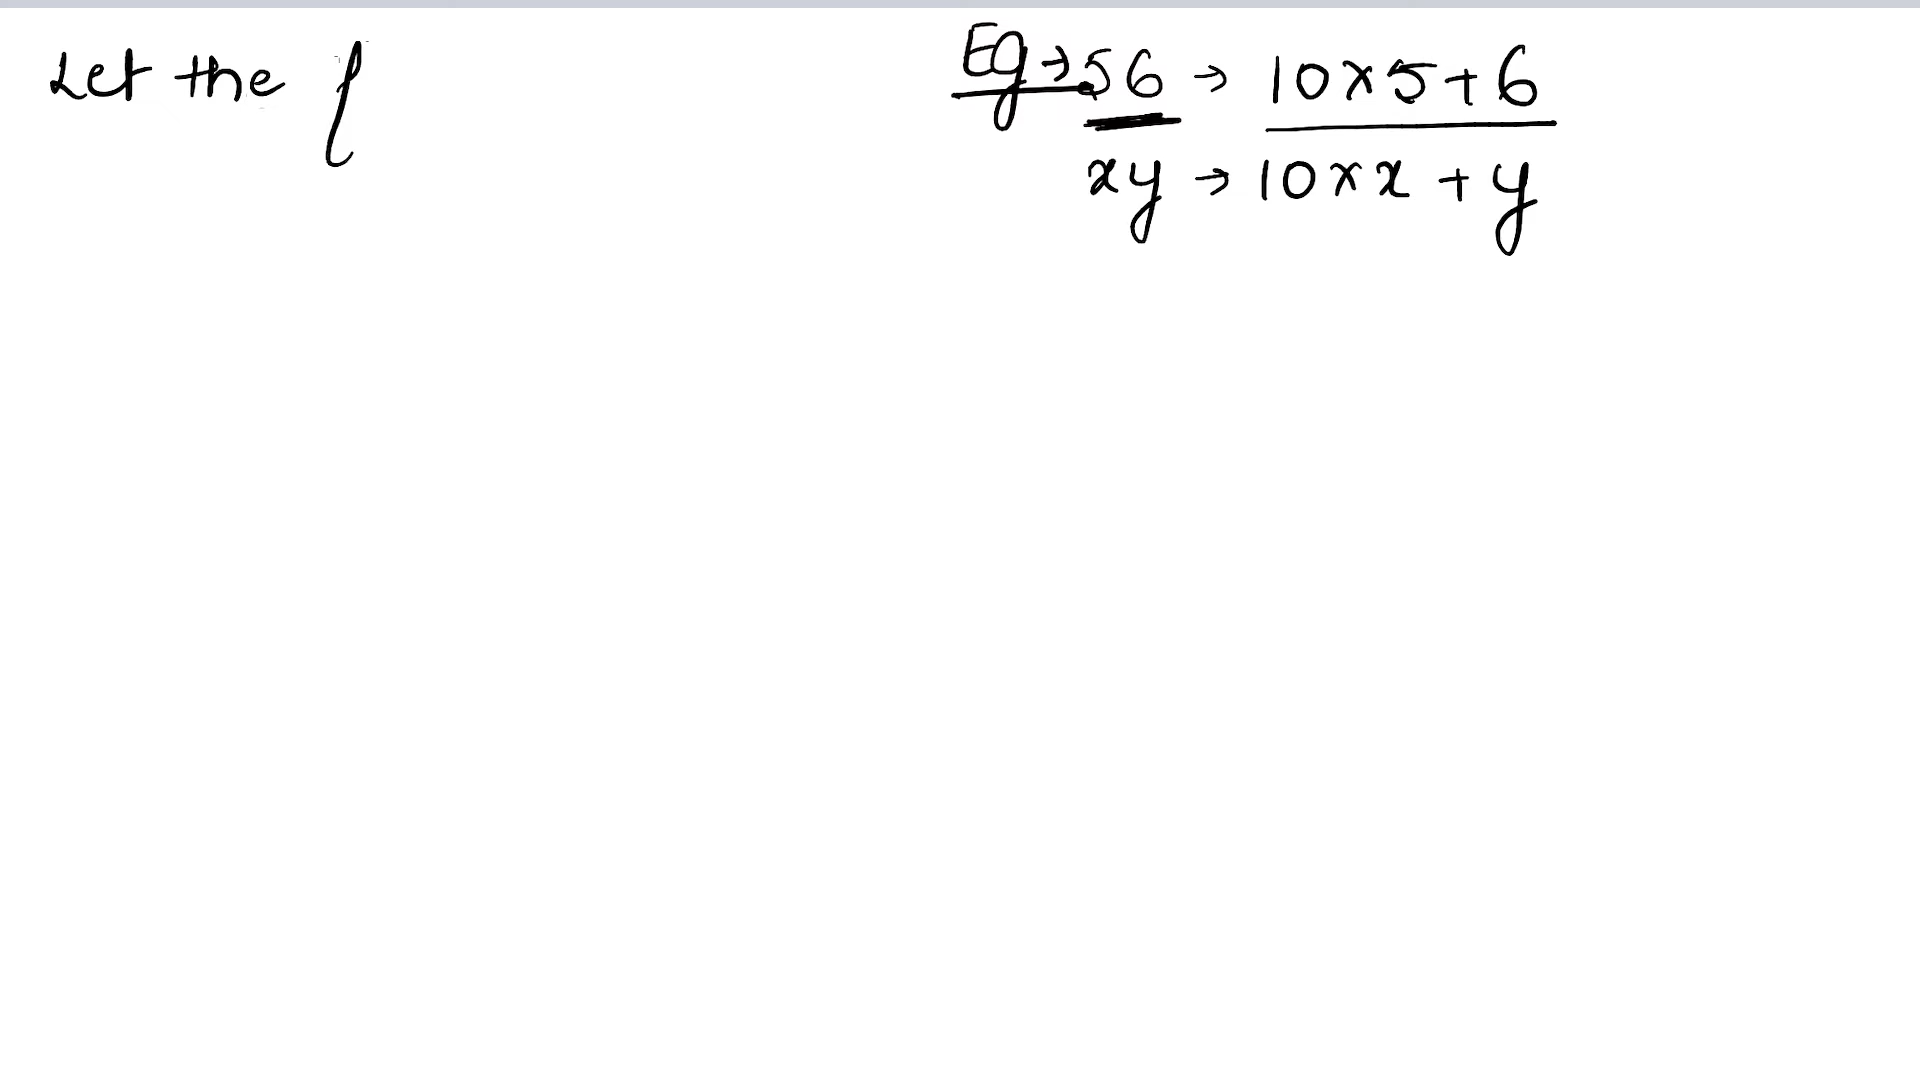 Let the f
Eg → 56 → 10×5+6
xy → 10×x + y